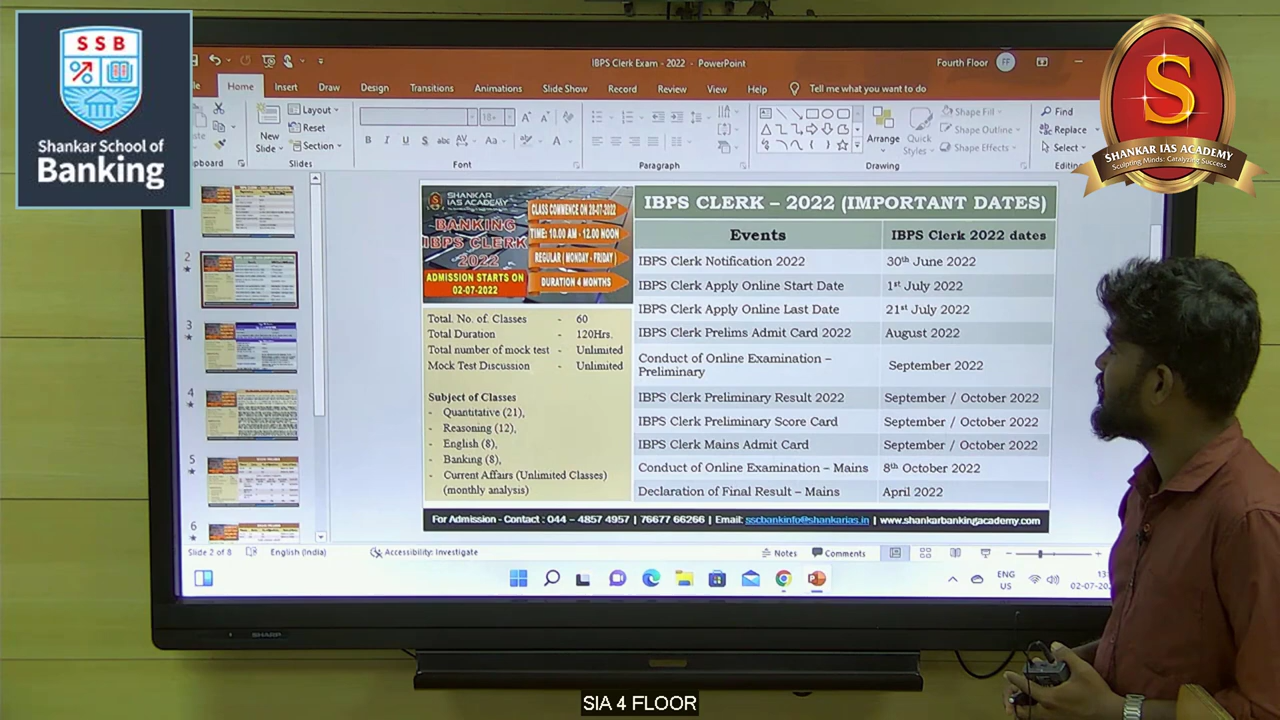 SSB
Shankar School of
Banking
IBPS Clerk Exam - 2022 - PowerPoint
Fourth Floor
FF
Home Insert Draw Design Transitions Animations Slide Show Record Review View Help Tell me what you want to do
New
Slide
Layout
Reset
Section
Slides
18+
Font
Paragraph
Arrange
Quick
Styles
Shape Fill
Shape Outline
Shape Effects
Drawing
Find
Replace
Select
S
SHANKAR IAS ACADEMY
Sculpting Minds: Catalyzing Success
2
3
4
5
6
SHANKAR
IAS ACADEMY
BANKING
IBPS CLERK
2022
ADMISSION STARTS ON
02-07-2022
CLASS COMMENCE ON 28-07-2022
TIME: 10.00 AM - 12.00 NOON
REGULAR ( MONDAY - FRIDAY )
DURATION 4 MONTHS
Total. No. of Classes - 60
Total Duration - 120Hrs.
Total number of mock test - Unlimited
Mock Test Discussion - Unlimited
Subject of Classes
- Quantitative (21),
- Reasoning (12),
- English (8),
- Banking (8),
- Current Affairs (Unlimited Classes)
(monthly analysis)
IBPS CLERK – 2022 (IMPORTANT DATES)
Events IBPS Clerk 2022 dates
IBPS Clerk Notification 2022 30th June 2022
IBPS Clerk Apply Online Start Date 1st July 2022
IBPS Clerk Apply Online Last Date 21st July 2022
IBPS Clerk Prelims Admit Card 2022 August 2022
Conduct of Online Examination –
Preliminary September 2022
IBPS Clerk Preliminary Result 2022 September / October 2022
IBPS Clerk Preliminary Score Card September / October 2022
IBPS Clerk Mains Admit Card September / October 2022
Conduct of Online Examination – Mains 8th October 2022
Declaration of Final Result – Mains April 2022
For Admission - Contact : 044 – 4857 4957 | 76677 66266 | Email: sscbankinfo@shankarias.in | www.shankarbankingacademy.com
Slide 2 of 8 English (India) Accessibility: Investigate Notes Comments
ENG
US
SHARP
SIA 4 FLOOR